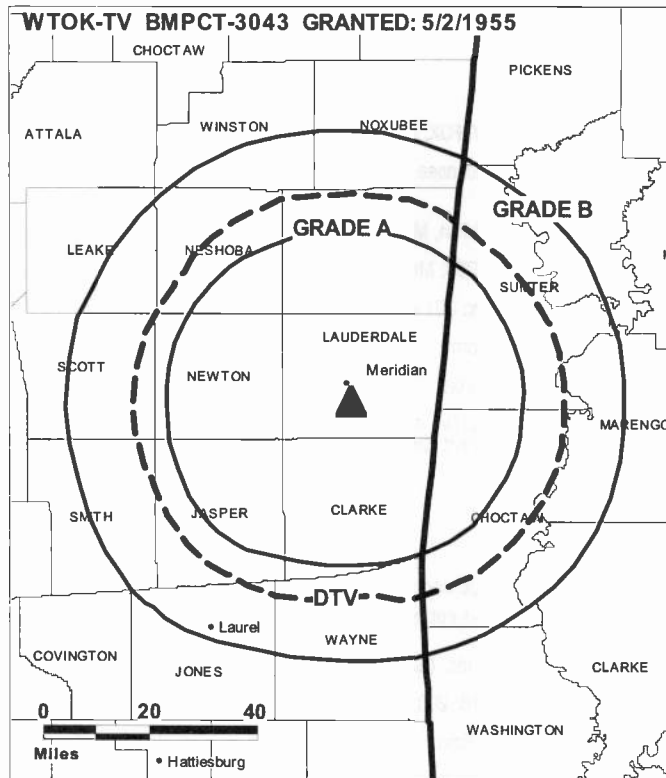 WTOK-TV BMPCT-3043 GRANTED: 5/2/1955
CHOCTAW
PICKENS
ATTALA
WINSTON
NOXUBEE
GRADE B
GRADE A
LEAKE
NESHOBA
SUMTER
LAUDERDALE
SCOTT
NEWTON
Meridian
MARENGO
SMITH
JASPER
CLARKE
CHOCTAW
DTV
Laurel
WAYNE
COVINGTON
JONES
CLARKE
0 20 40
Miles
WASHINGTON
Hattiesburg